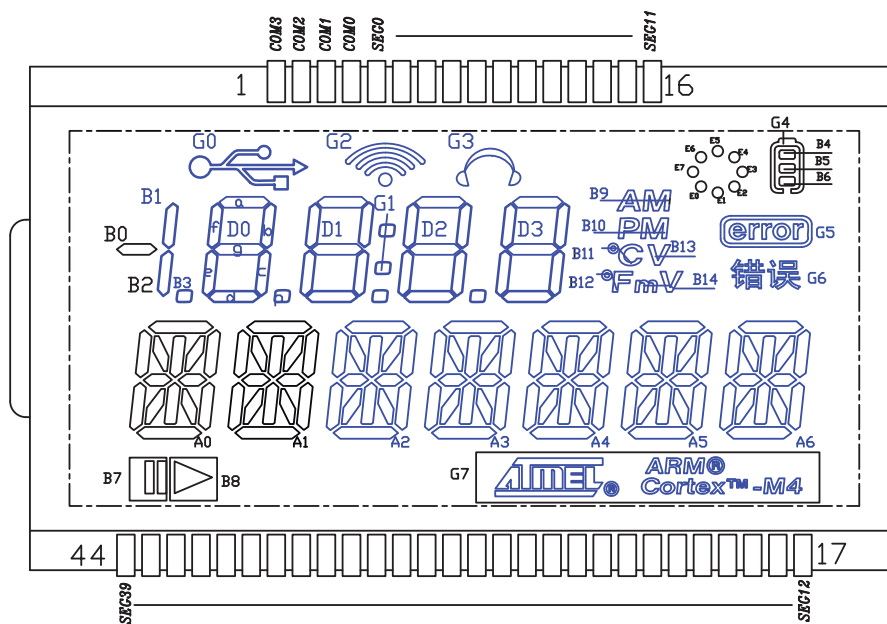 COM3 COM2 COM1 COM0 SEG0 SEG11
1 16
G0 G2 G3 G4
E5 E4 E3 E2 E1 E0 E7 E6
B4
B5
B6
B1 a G1 B9 AM
f D0 b D1 D2 D3 B10 PM error G5
B0 g B11 °C V B13
B2 B3 e c d p B12 °F mV B14 错误 G6
A0 A1 A2 A3 A4 A5 A6
B7 B8 G7 ATMEL® ARM®
Cortex™-M4
44 17
SEG39 SEG12